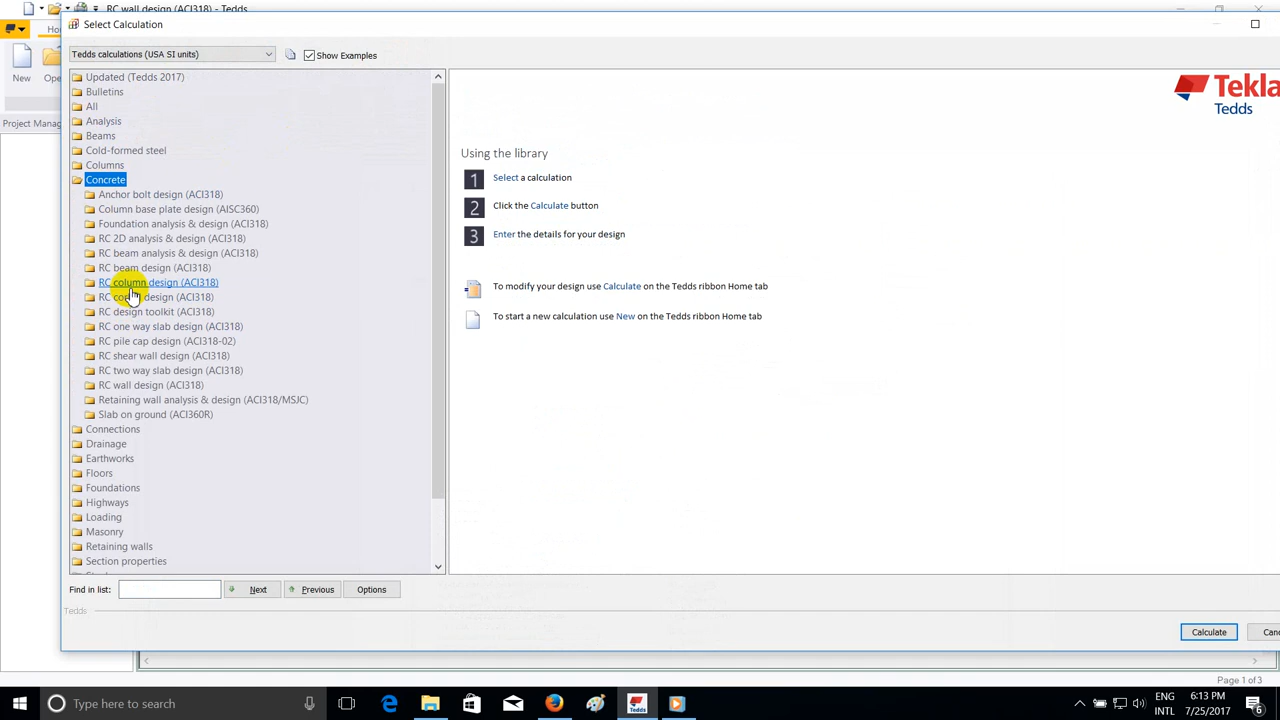 RC wall design (ACI318) - Tedds
Select Calculation
Tedds calculations (USA SI units)
Show Examples
New
Project Manag
Updated (Tedds 2017)
Bulletins
All
Analysis
Beams
Cold-formed steel
Columns
Concrete
Anchor bolt design (ACI318)
Column base plate design (AISC360)
Foundation analysis & design (ACI318)
RC 2D analysis & design (ACI318)
RC beam analysis & design (ACI318)
RC beam design (ACI318)
RC column design (ACI318)
RC design (ACI318)
RC design toolkit (ACI318)
RC one way slab design (ACI318)
RC pile cap design (ACI318-02)
RC shear wall design (ACI318)
RC two way slab design (ACI318)
RC wall design (ACI318)
Retaining wall analysis & design (ACI318/MSJC)
Slab on ground (ACI360R)
Connections
Drainage
Earthworks
Floors
Foundations
Highways
Loading
Masonry
Retaining walls
Section properties
Tekla
Tedds
Using the library
1 Select a calculation
2 Click the Calculate button
3 Enter the details for your design
To modify your design use Calculate on the Tedds ribbon Home tab
To start a new calculation use New on the Tedds ribbon Home tab
Find in list:
Next
Previous
Options
Tedds
Calculate
Canc
Page 1 of 3
Type here to search
Tedds
ENG
INTL
6:13 PM
7/25/2017
6